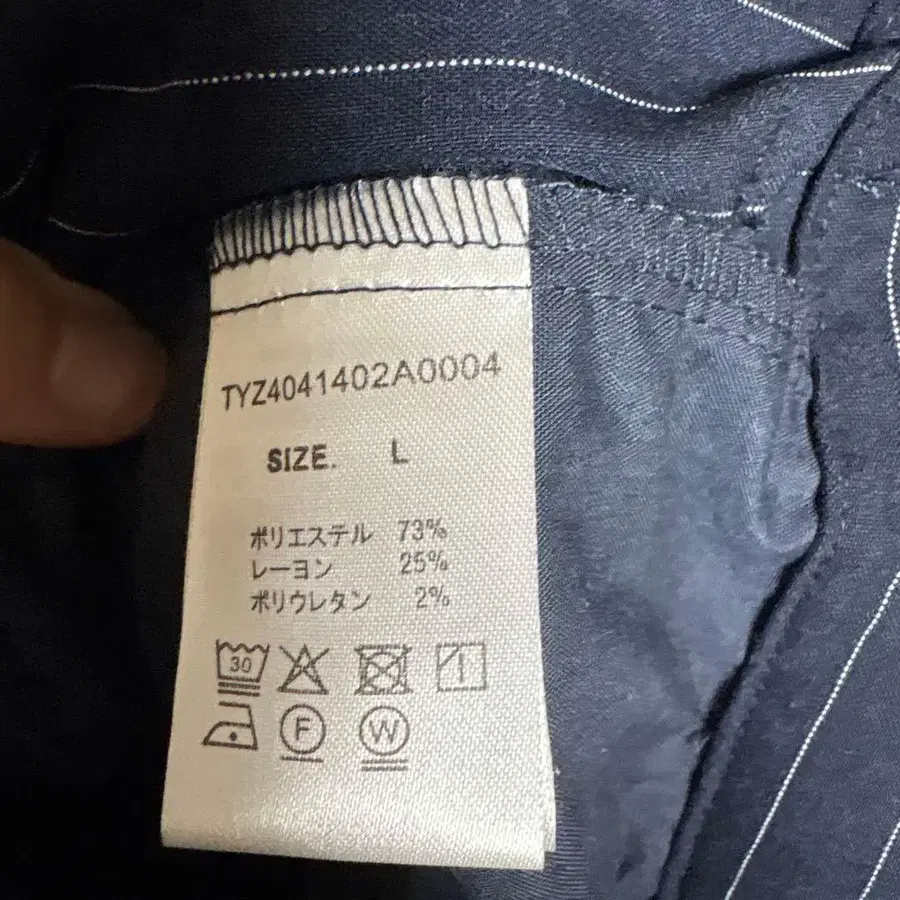 TYZ4041402A0004
SIZE. L
ポリエステル 73%
レーヨン 25%
ポリウレタン 2%
30
F W